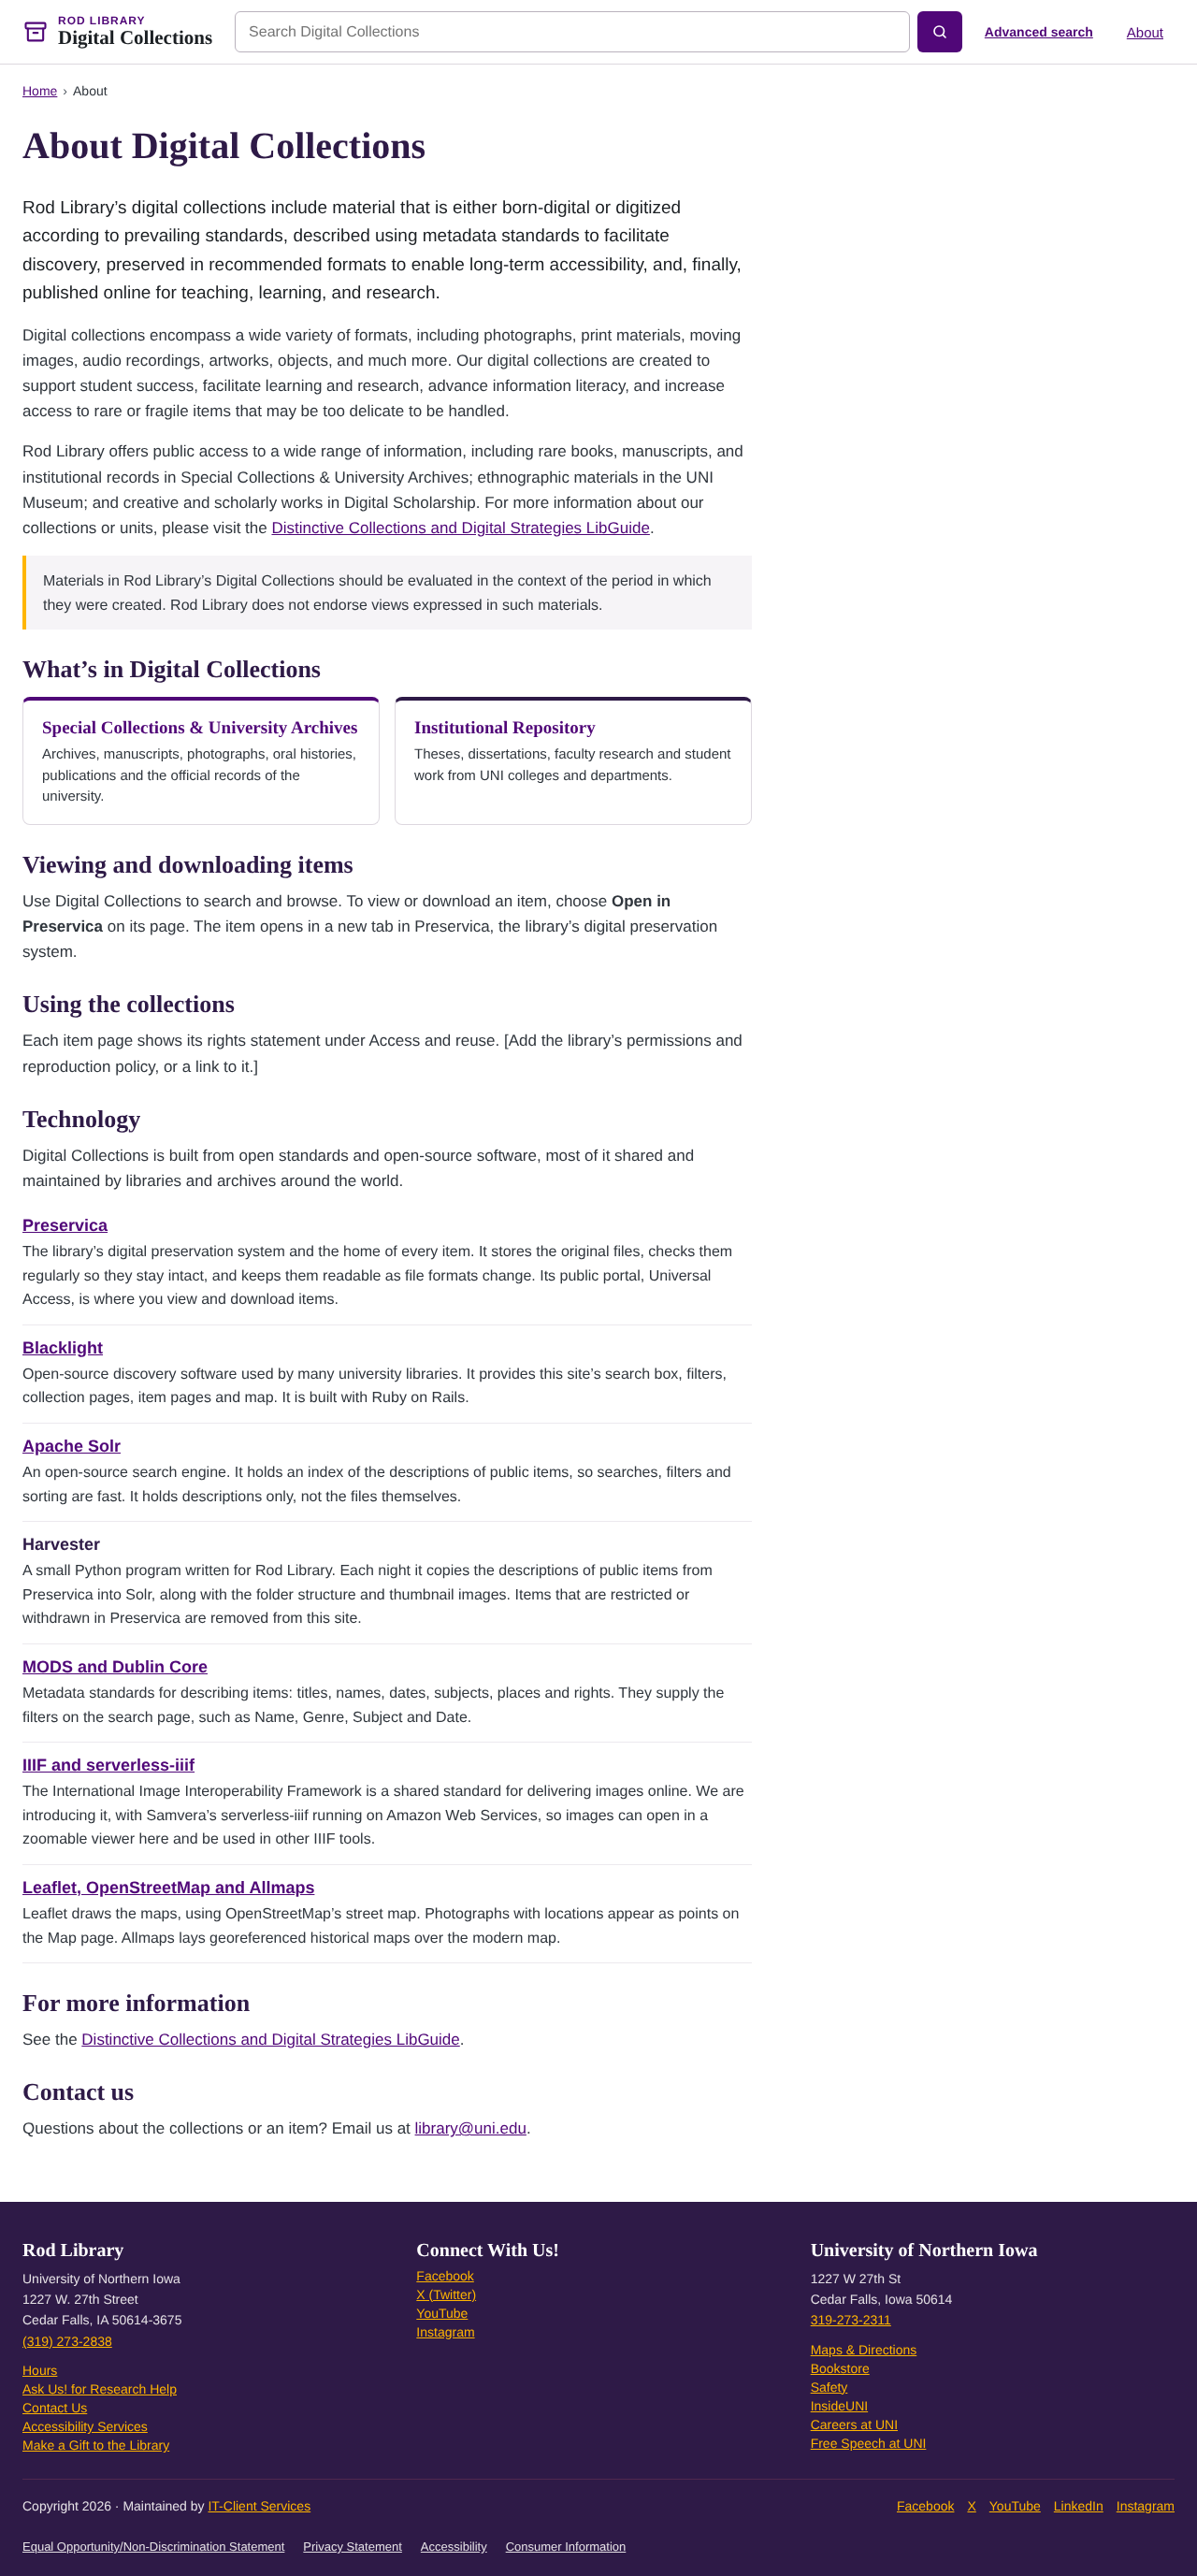 ROD LIBRARY
Digital Collections
Search Digital Collections
Advanced search
About
Home › About
About Digital Collections
Rod Library’s digital collections include material that is either born-digital or digitized
according to prevailing standards, described using metadata standards to facilitate
discovery, preserved in recommended formats to enable long-term accessibility, and, finally,
published online for teaching, learning, and research.
Digital collections encompass a wide variety of formats, including photographs, print materials, moving
images, audio recordings, artworks, objects, and much more. Our digital collections are created to
support student success, facilitate learning and research, advance information literacy, and increase
access to rare or fragile items that may be too delicate to be handled.
Rod Library offers public access to a wide range of information, including rare books, manuscripts, and
institutional records in Special Collections & University Archives; ethnographic materials in the UNI
Museum; and creative and scholarly works in Digital Scholarship. For more information about our
collections or units, please visit the Distinctive Collections and Digital Strategies LibGuide.
Materials in Rod Library’s Digital Collections should be evaluated in the context of the period in which
they were created. Rod Library does not endorse views expressed in such materials.
What’s in Digital Collections
Special Collections & University Archives
Archives, manuscripts, photographs, oral histories,
publications and the official records of the
university.
Institutional Repository
Theses, dissertations, faculty research and student
work from UNI colleges and departments.
Viewing and downloading items
Use Digital Collections to search and browse. To view or download an item, choose Open in
Preservica on its page. The item opens in a new tab in Preservica, the library’s digital preservation
system.
Using the collections
Each item page shows its rights statement under Access and reuse. [Add the library’s permissions and
reproduction policy, or a link to it.]
Technology
Digital Collections is built from open standards and open-source software, most of it shared and
maintained by libraries and archives around the world.
Preservica
The library’s digital preservation system and the home of every item. It stores the original files, checks them
regularly so they stay intact, and keeps them readable as file formats change. Its public portal, Universal
Access, is where you view and download items.
Blacklight
Open-source discovery software used by many university libraries. It provides this site’s search box, filters,
collection pages, item pages and map. It is built with Ruby on Rails.
Apache Solr
An open-source search engine. It holds an index of the descriptions of public items, so searches, filters and
sorting are fast. It holds descriptions only, not the files themselves.
Harvester
A small Python program written for Rod Library. Each night it copies the descriptions of public items from
Preservica into Solr, along with the folder structure and thumbnail images. Items that are restricted or
withdrawn in Preservica are removed from this site.
MODS and Dublin Core
Metadata standards for describing items: titles, names, dates, subjects, places and rights. They supply the
filters on the search page, such as Name, Genre, Subject and Date.
IIIF and serverless-iiif
The International Image Interoperability Framework is a shared standard for delivering images online. We are
introducing it, with Samvera’s serverless-iiif running on Amazon Web Services, so images can open in a
zoomable viewer here and be used in other IIIF tools.
Leaflet, OpenStreetMap and Allmaps
Leaflet draws the maps, using OpenStreetMap’s street map. Photographs with locations appear as points on
the Map page. Allmaps lays georeferenced historical maps over the modern map.
For more information
See the Distinctive Collections and Digital Strategies LibGuide.
Contact us
Questions about the collections or an item? Email us at library@uni.edu.
Rod Library
University of Northern Iowa
1227 W. 27th Street
Cedar Falls, IA 50614-3675
(319) 273-2838
Hours
Ask Us! for Research Help
Contact Us
Accessibility Services
Make a Gift to the Library
Connect With Us!
Facebook
X (Twitter)
YouTube
Instagram
University of Northern Iowa
1227 W 27th St
Cedar Falls, Iowa 50614
319-273-2311
Maps & Directions
Bookstore
Safety
InsideUNI
Careers at UNI
Free Speech at UNI
Copyright 2026 · Maintained by IT-Client Services
Facebook X YouTube LinkedIn Instagram
Equal Opportunity/Non-Discrimination Statement Privacy Statement Accessibility Consumer Information